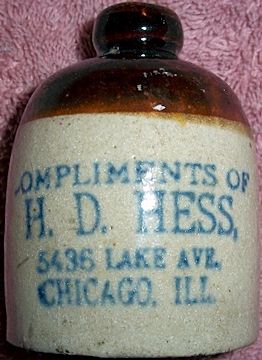 COMPLIMENTS OF
H. D. HESS,
5436 LAKE AVE.
CHICAGO. ILL.